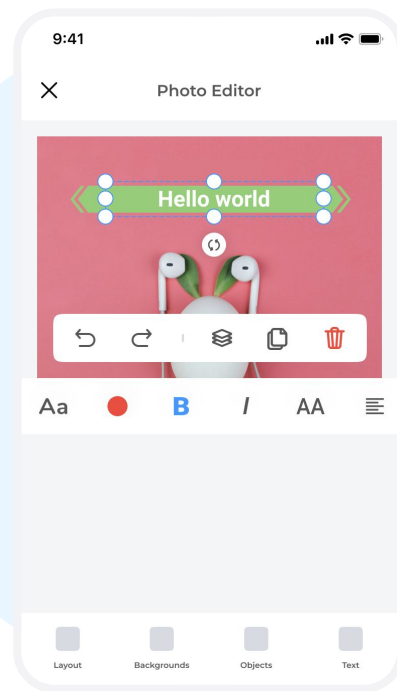 9:41
Photo Editor
Hello world
Aa B I AA
Layout Backgrounds Objects Text